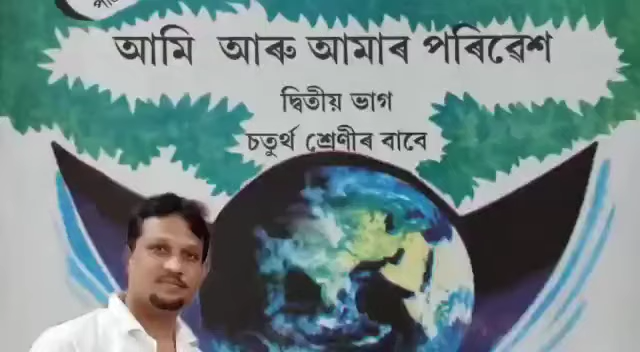 আমি আৰু আমাৰ পৰিৱেশ
দ্বিতীয় ভাগ
চতুৰ্থ শ্ৰেণীৰ বাবে